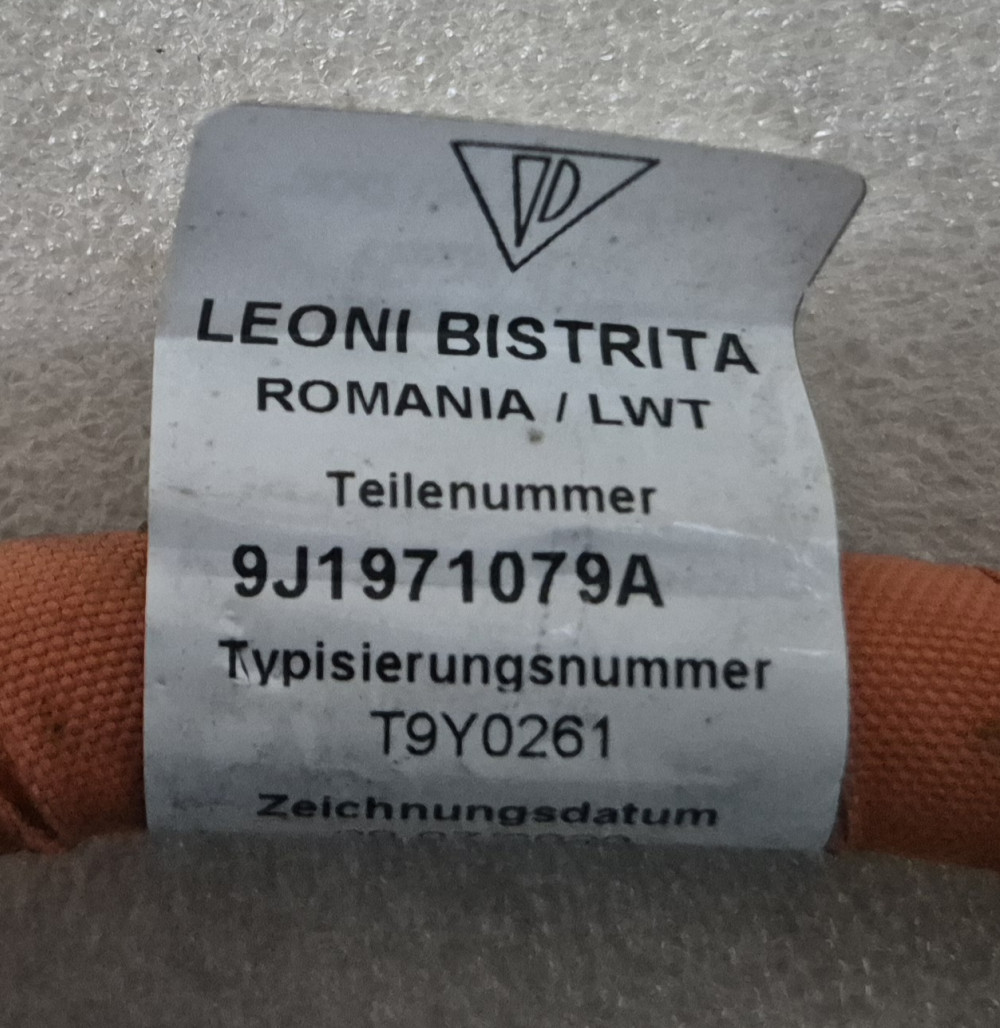 LEONI BISTRITA
ROMANIA / LWT
Teilenummer
9J1971079A
Typisierungsnummer
T9Y0261
Zeichnungsdatum